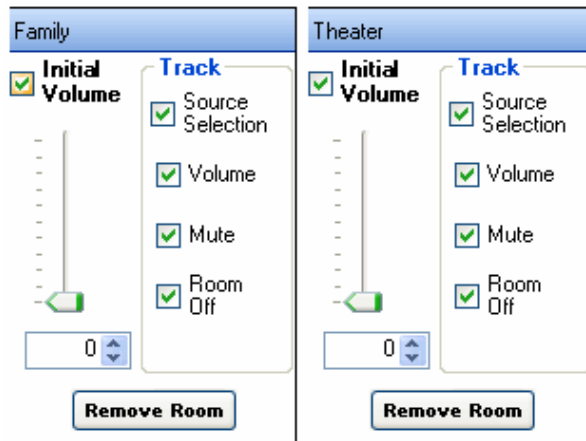 Family
Initial
Volume
Track
Source
Selection
Volume
Mute
Room
Off
0
Remove Room
Theater
Initial
Volume
Track
Source
Selection
Volume
Mute
Room
Off
0
Remove Room